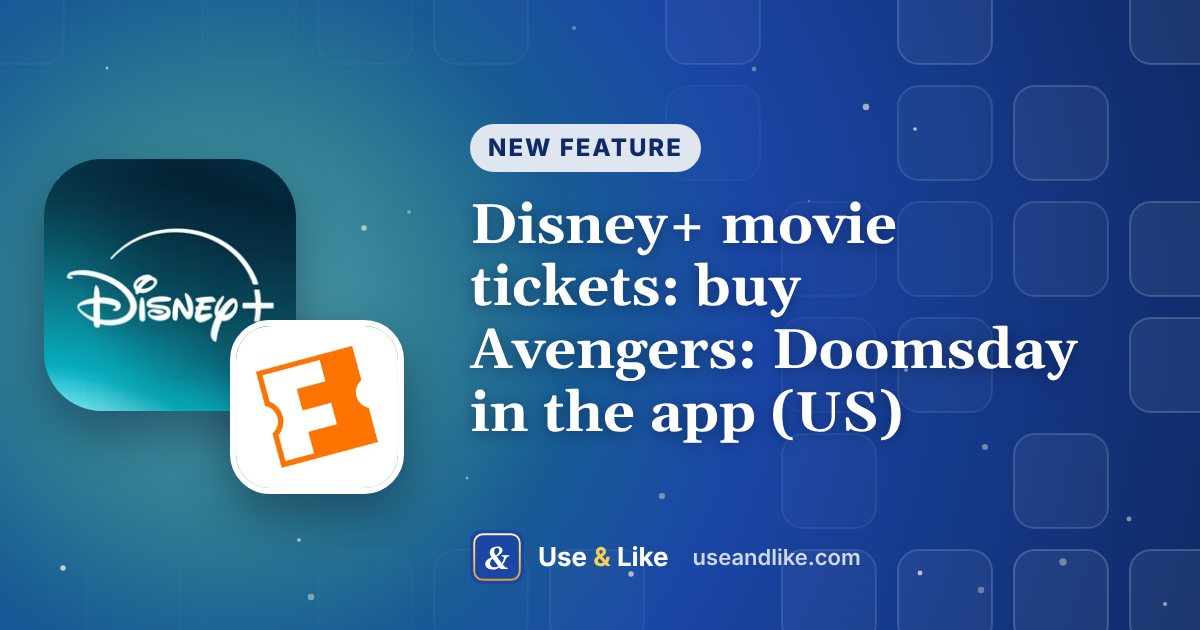 NEW FEATURE
Disney+ movie
tickets: buy
Avengers: Doomsday
in the app (US)
Disney+
F
& Use & Like useandlike.com